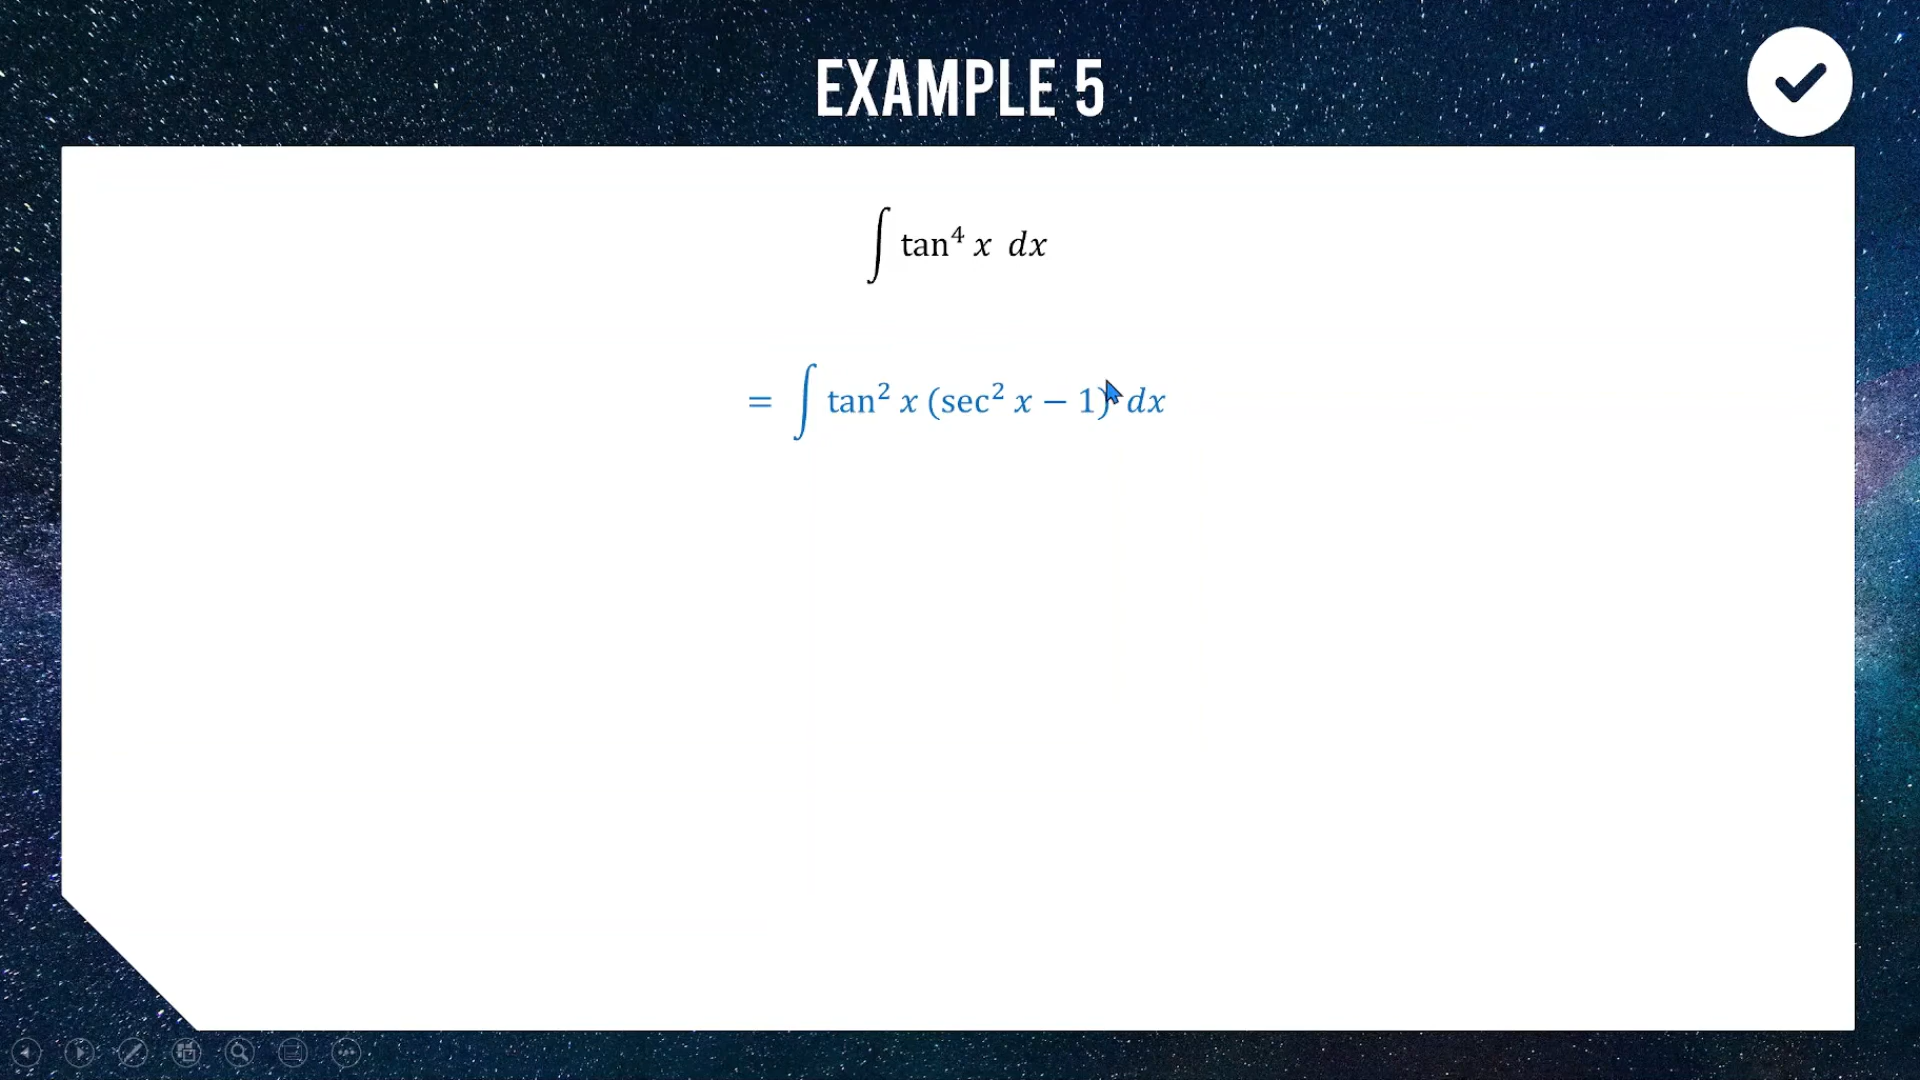 EXAMPLE 5
∫ tan⁴ x dx
= ∫ tan² x (sec² x − 1) dx